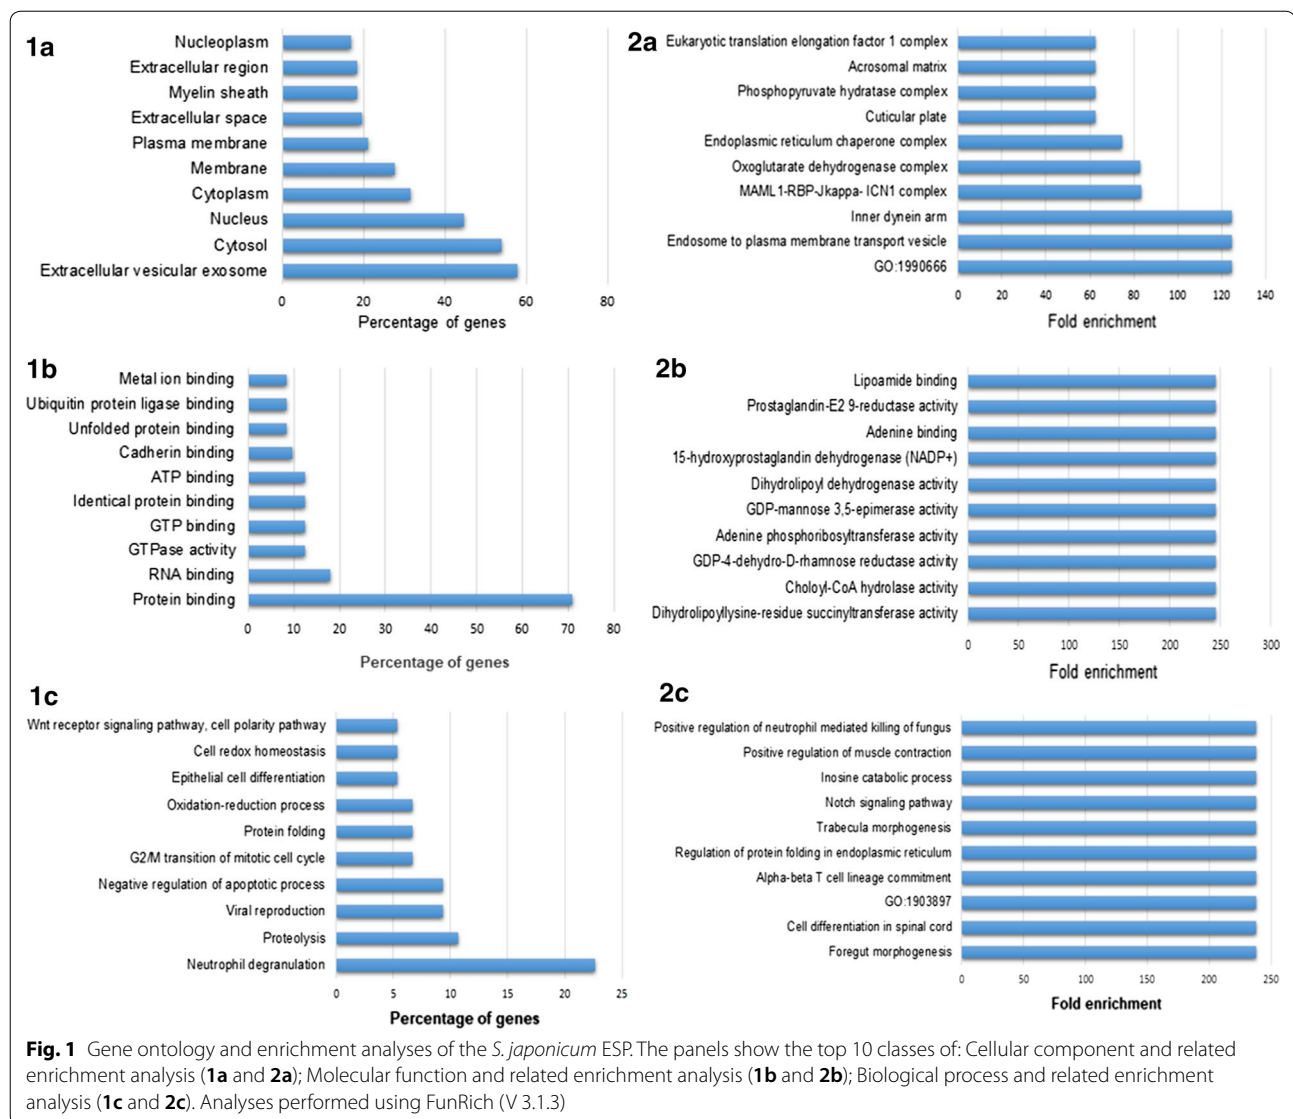 1a
Nucleoplasm
Extracellular region
Myelin sheath
Extracellular space
Plasma membrane
Membrane
Cytoplasm
Nucleus
Cytosol
Extracellular vesicular exosome
0 20 40 60 80
Percentage of genes
2a
Eukaryotic translation elongation factor 1 complex
Acrosomal matrix
Phosphopyruvate hydratase complex
Cuticular plate
Endoplasmic reticulum chaperone complex
Oxoglutarate dehydrogenase complex
MAML1-RBP-Jkappa- ICN1 complex
Inner dynein arm
Endosome to plasma membrane transport vesicle
GO:1990666
0 20 40 60 80 100 120 140
Fold enrichment
1b
Metal ion binding
Ubiquitin protein ligase binding
Unfolded protein binding
Cadherin binding
ATP binding
Identical protein binding
GTP binding
GTPase activity
RNA binding
Protein binding
0 10 20 30 40 50 60 70 80
Percentage of genes
2b
Lipoamide binding
Prostaglandin-E2 9-reductase activity
Adenine binding
15-hydroxyprostaglandin dehydrogenase (NADP+)
Dihydrolipoyl dehydrogenase activity
GDP-mannose 3,5-epimerase activity
Adenine phosphoribosyltransferase activity
GDP-4-dehydro-D-rhamnose reductase activity
Choloyl-CoA hydrolase activity
Dihydrolipoyllysine-residue succinyltransferase activity
0 50 100 150 200 250 300
Fold enrichment
1c
Wnt receptor signaling pathway, cell polarity pathway
Cell redox homeostasis
Epithelial cell differentiation
Oxidation-reduction process
Protein folding
G2/M transition of mitotic cell cycle
Negative regulation of apoptotic process
Viral reproduction
Proteolysis
Neutrophil degranulation
0 5 10 15 20 25
Percentage of genes
2c
Positive regulation of neutrophil mediated killing of fungus
Positive regulation of muscle contraction
Inosine catabolic process
Notch signaling pathway
Trabecula morphogenesis
Regulation of protein folding in endoplasmic reticulum
Alpha-beta T cell lineage commitment
GO:1903897
Cell differentiation in spinal cord
Foregut morphogenesis
0 50 100 150 200 250
Fold enrichment
Fig. 1 Gene ontology and enrichment analyses of the S. japonicum ESP. The panels show the top 10 classes of: Cellular component and related
enrichment analysis (1a and 2a); Molecular function and related enrichment analysis (1b and 2b); Biological process and related enrichment
analysis (1c and 2c). Analyses performed using FunRich (V 3.1.3)